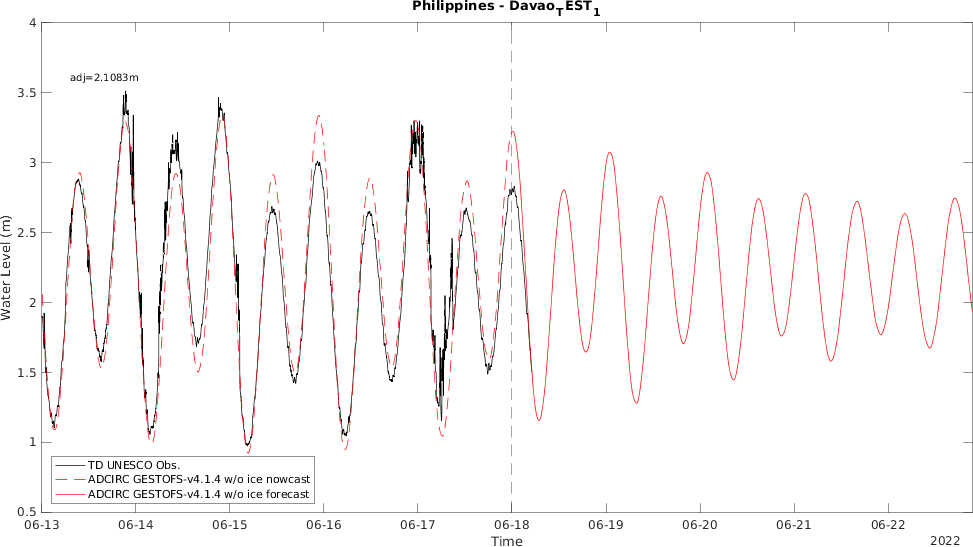 Philippines - Davao_TEST_1
4
adj=2.1083m
3.5
3
2.5
2
1.5
1
0.5
Water Level (m)
TD UNESCO Obs.
ADCIRC GESTOFS-v4.1.4 w/o ice nowcast
ADCIRC GESTOFS-v4.1.4 w/o ice forecast
06-13 06-14 06-15 06-16 06-17 06-18 06-19 06-20 06-21 06-22
Time
2022